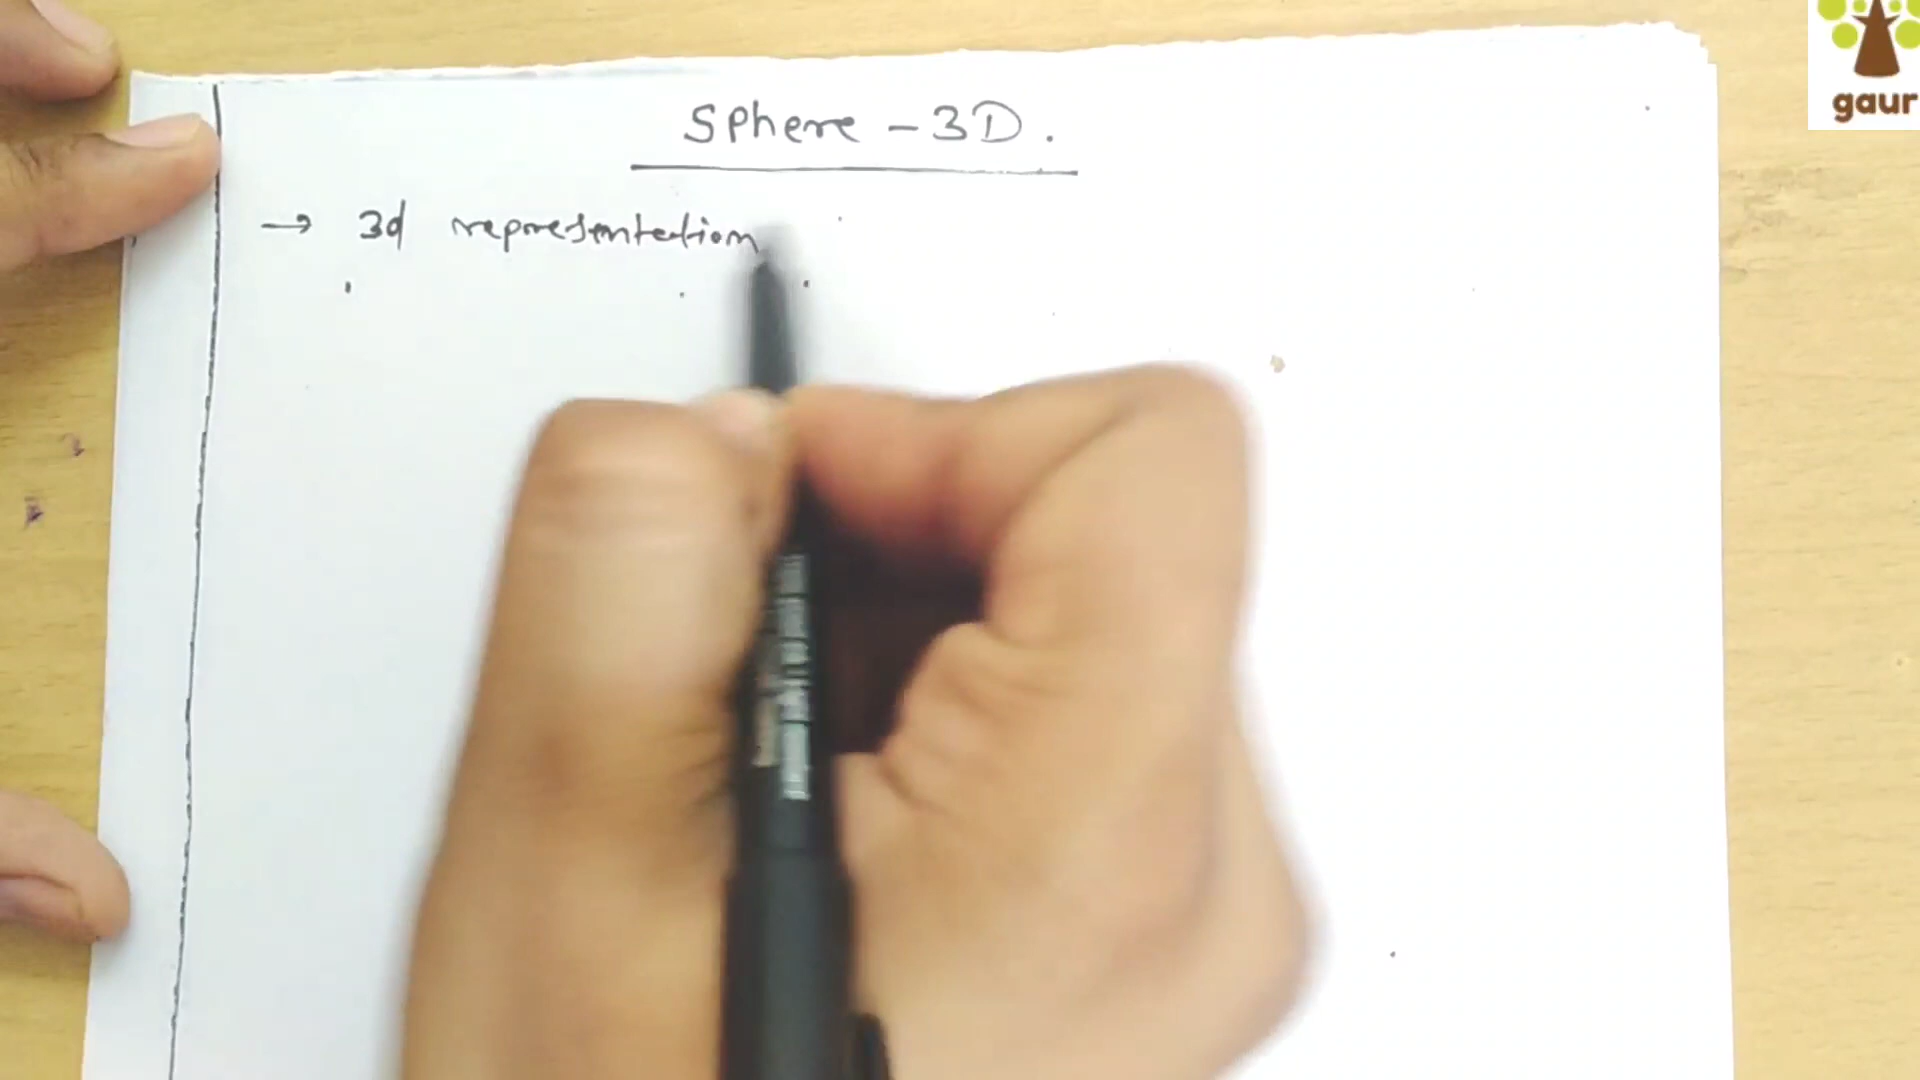 Sphere - 3D.
→ 3d representation
gaur